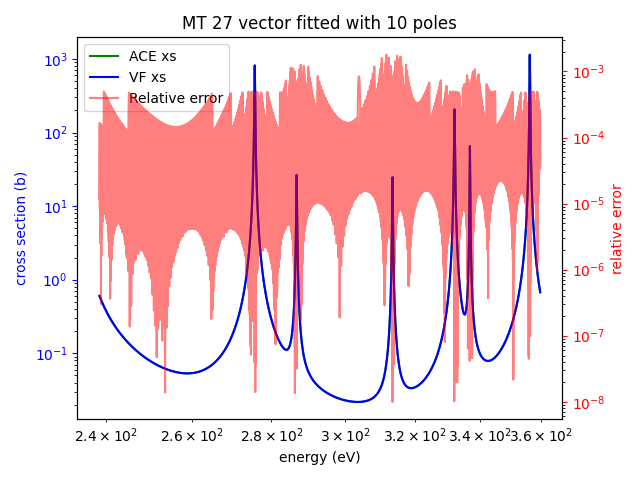 MT 27 vector fitted with 10 poles
ACE xs
VF xs
Relative error
10³
10²
10¹
10⁰
10⁻¹
cross section (b)
10⁻³
10⁻⁴
10⁻⁵
10⁻⁶
10⁻⁷
10⁻⁸
relative error
2.4 × 10² 2.6 × 10² 2.8 × 10² 3 × 10² 3.2 × 10² 3.4 × 10² 3.6 × 10²
energy (eV)